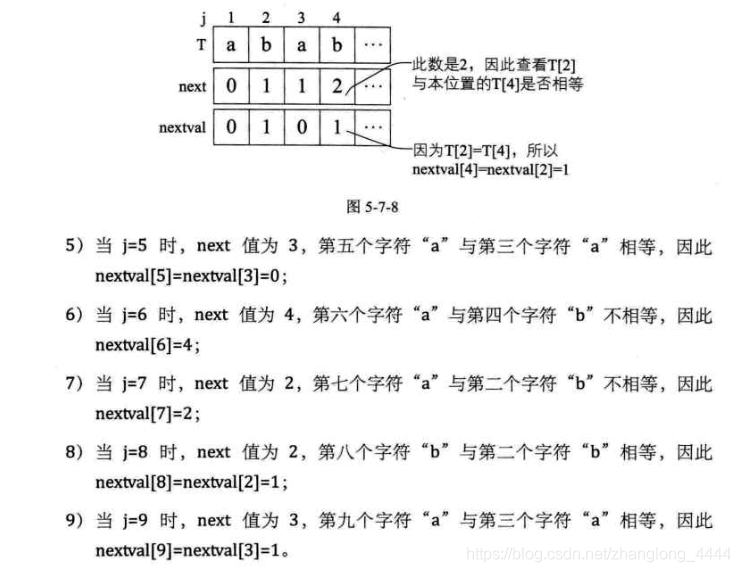 j 1 2 3 4
T a b a b ...
next 0 1 1 2 ...
nextval 0 1 0 1 ...
此数是2，因此查看T[2]
与本位置的T[4]是否相等
因为T[2]=T[4]，所以
nextval[4]=nextval[2]=1
图 5-7-8
5）当 j=5 时，next 值为 3，第五个字符“a”与第三个字符“a”相等，因此
nextval[5]=nextval[3]=0；
6）当 j=6 时，next 值为 4，第六个字符“a”与第四个字符“b”不相等，因此
nextval[6]=4；
7）当 j=7 时，next 值为 2，第七个字符“a”与第二个字符“b”不相等，因此
nextval[7]=2；
8）当 j=8 时，next 值为 2，第八个字符“b”与第二个字符“b”相等，因此
nextval[8]=nextval[2]=1；
9）当 j=9 时，next 值为 3，第九个字符“a”与第三个字符“a”相等，因此
nextval[9]=nextval[3]=1。
https://blog.csdn.net/zhanglong_4444